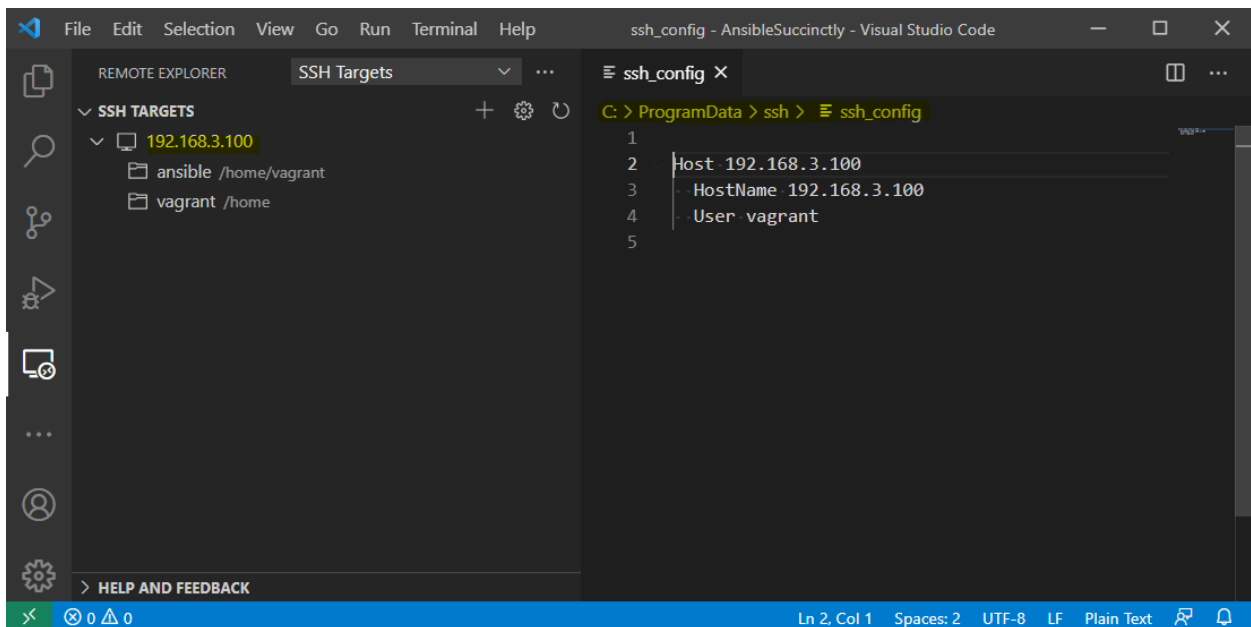 File Edit Selection View Go Run Terminal Help ssh_config - AnsibleSuccinctly - Visual Studio Code
REMOTE EXPLORER SSH Targets
SSH TARGETS
192.168.3.100
ansible /home/vagrant
vagrant /home
HELP AND FEEDBACK
ssh_config
C: > ProgramData > ssh > ssh_config
1
2 Host 192.168.3.100
3 HostName 192.168.3.100
4 User vagrant
5
0 0 Ln 2, Col 1 Spaces: 2 UTF-8 LF Plain Text